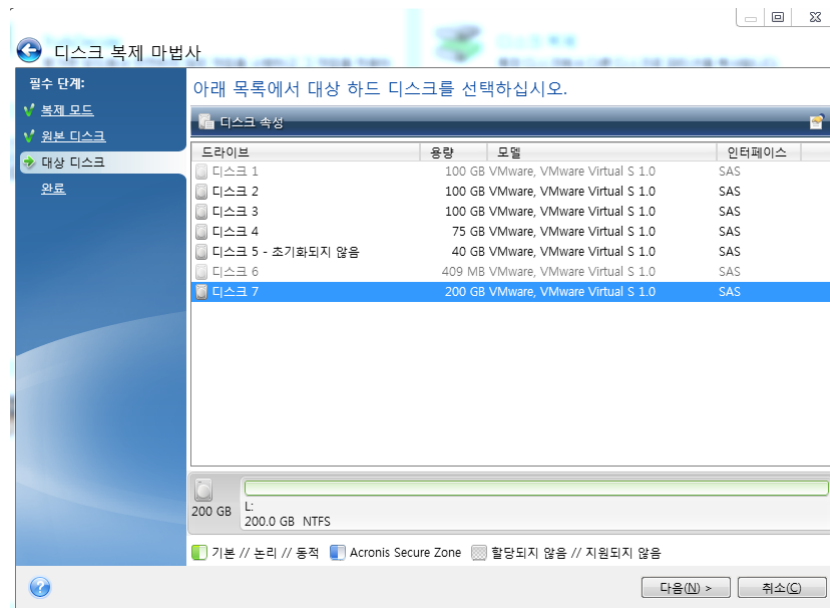 디스크 복제 마법사
필수 단계:
복제 모드
원본 디스크
대상 디스크
완료
아래 목록에서 대상 하드 디스크를 선택하십시오.
디스크 속성
드라이브 용량 모델 인터페이스
디스크 1 100 GB VMware, VMware Virtual S 1.0 SAS
디스크 2 100 GB VMware, VMware Virtual S 1.0 SAS
디스크 3 100 GB VMware, VMware Virtual S 1.0 SAS
디스크 4 75 GB VMware, VMware Virtual S 1.0 SAS
디스크 5 - 초기화되지 않음 40 GB VMware, VMware Virtual S 1.0 SAS
디스크 6 409 MB VMware, VMware Virtual S 1.0 SAS
디스크 7 200 GB VMware, VMware Virtual S 1.0 SAS
200 GB L:
200.0 GB NTFS
기본 // 논리 // 동적 Acronis Secure Zone 할당되지 않음 // 지원되지 않음
다음(N) > 취소(C)